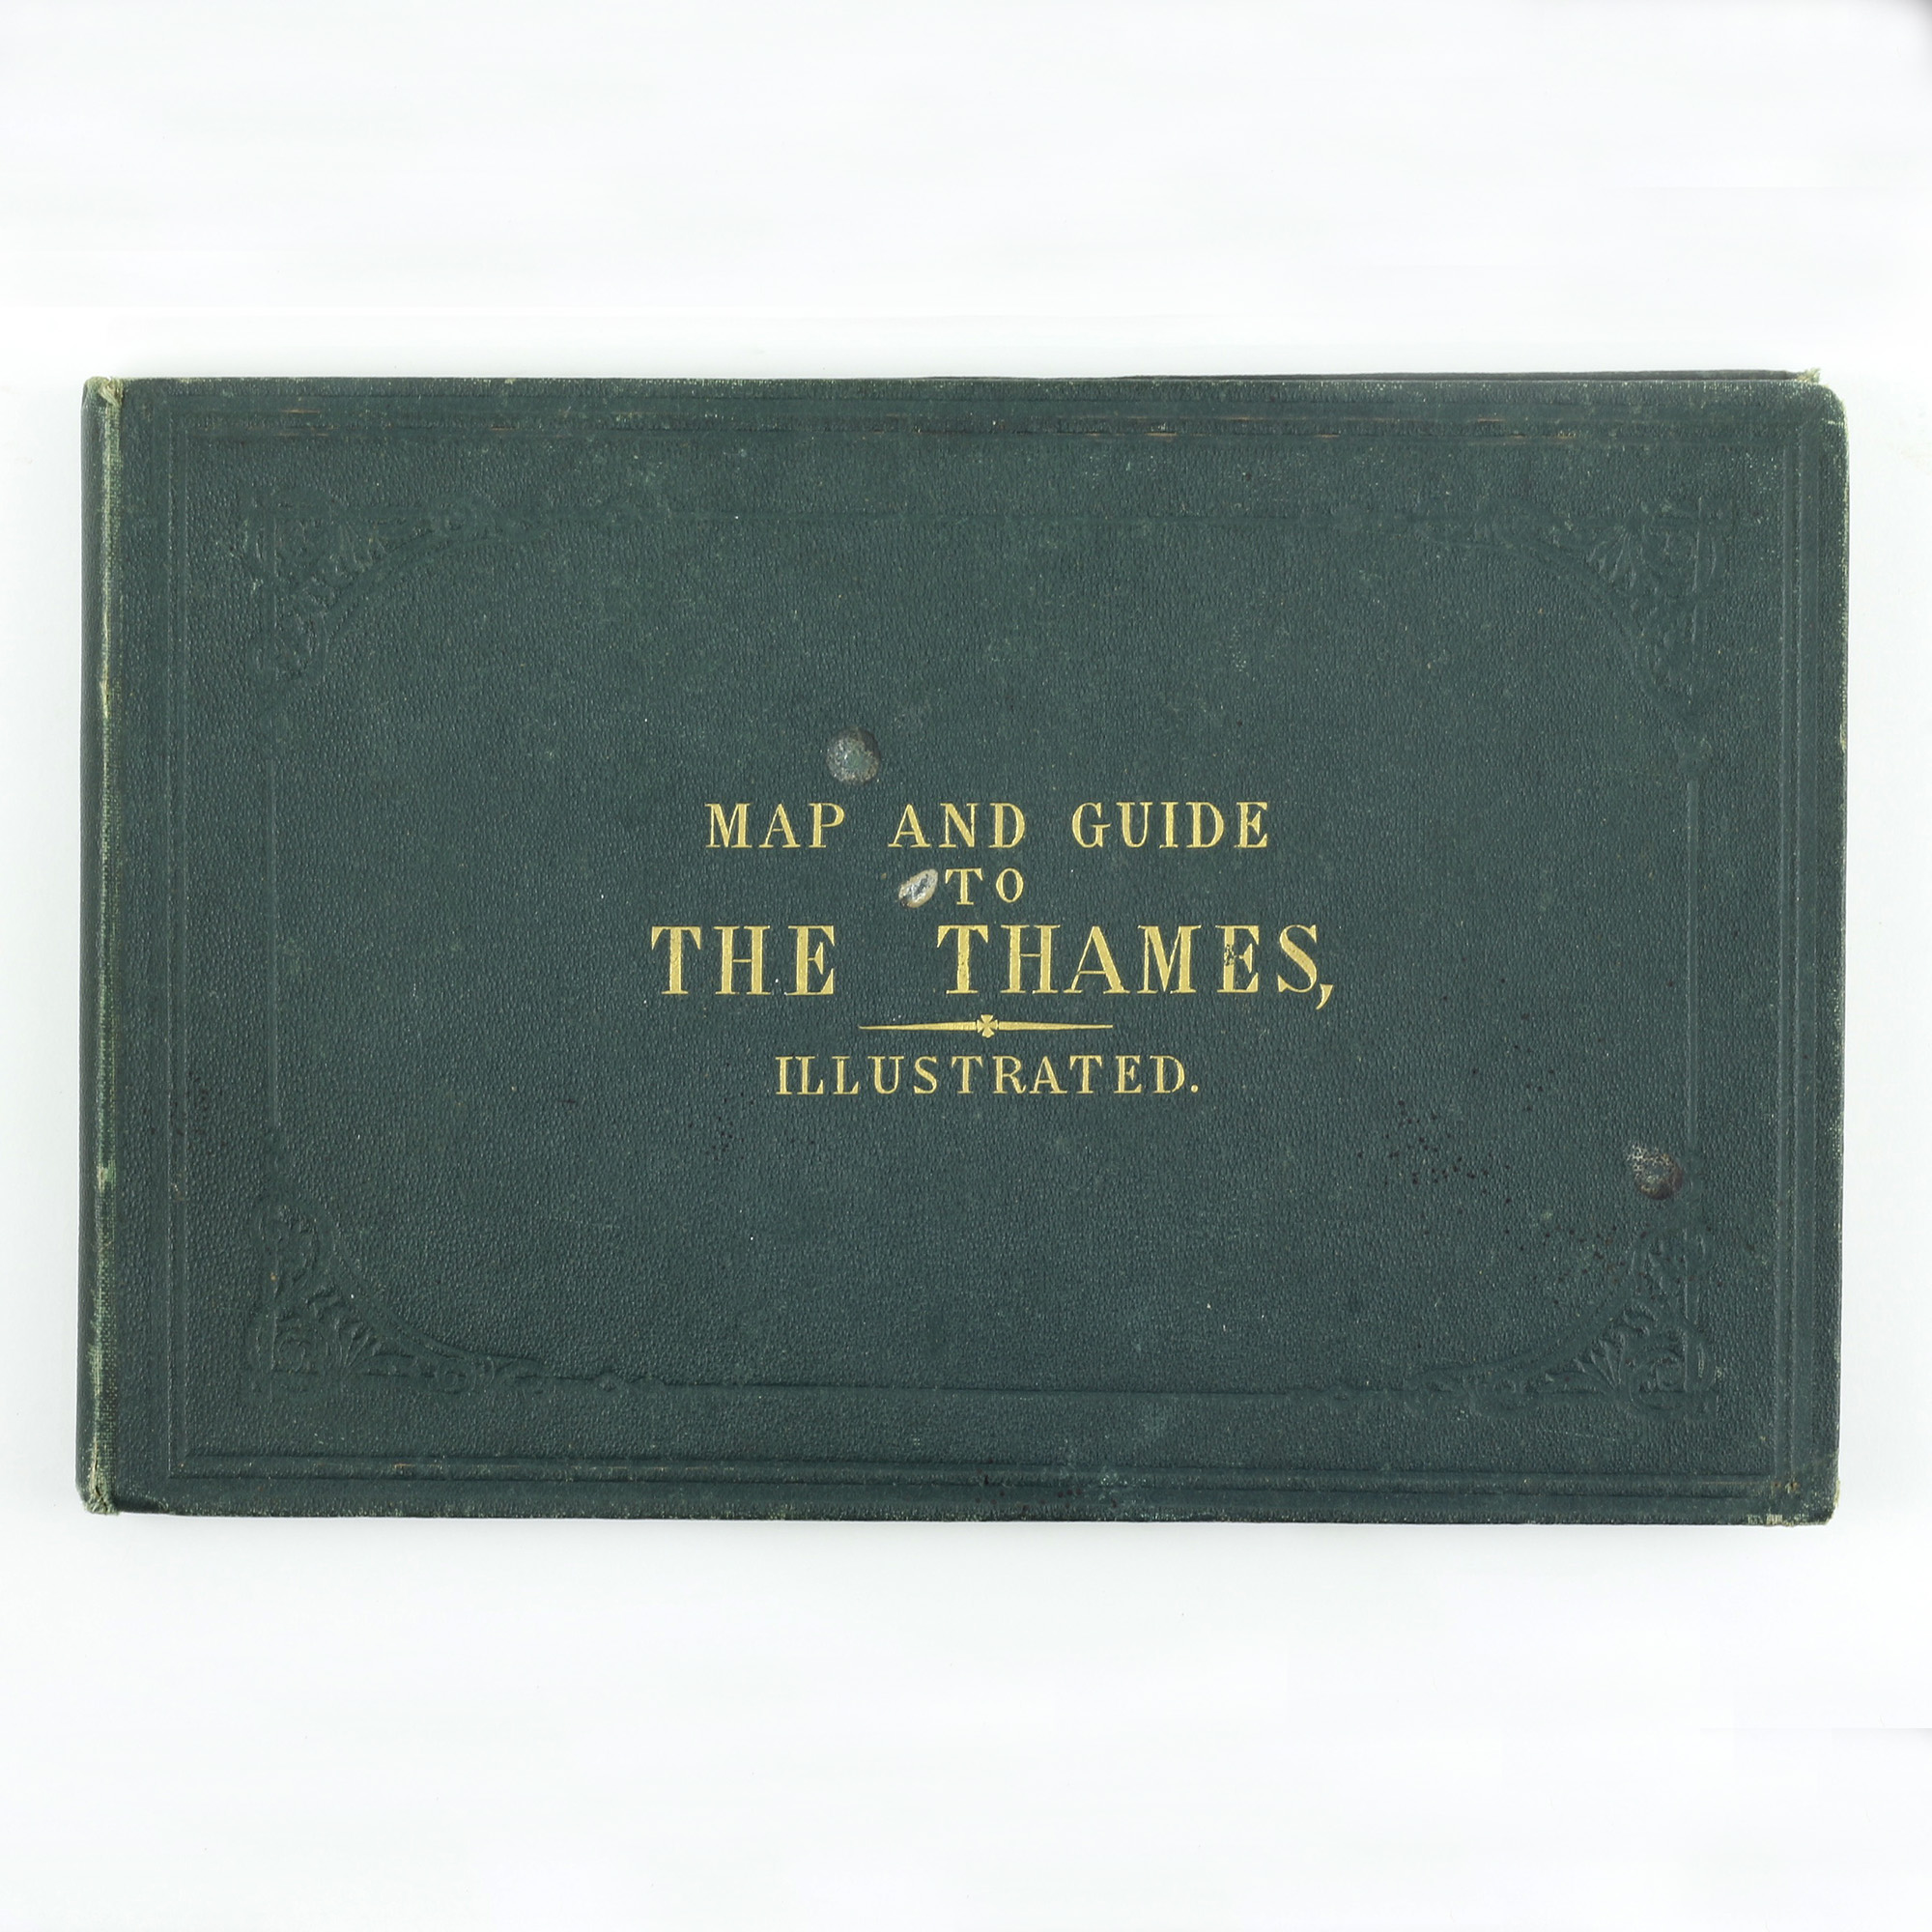 MAP AND GUIDE
TO
THE THAMES,
ILLUSTRATED.